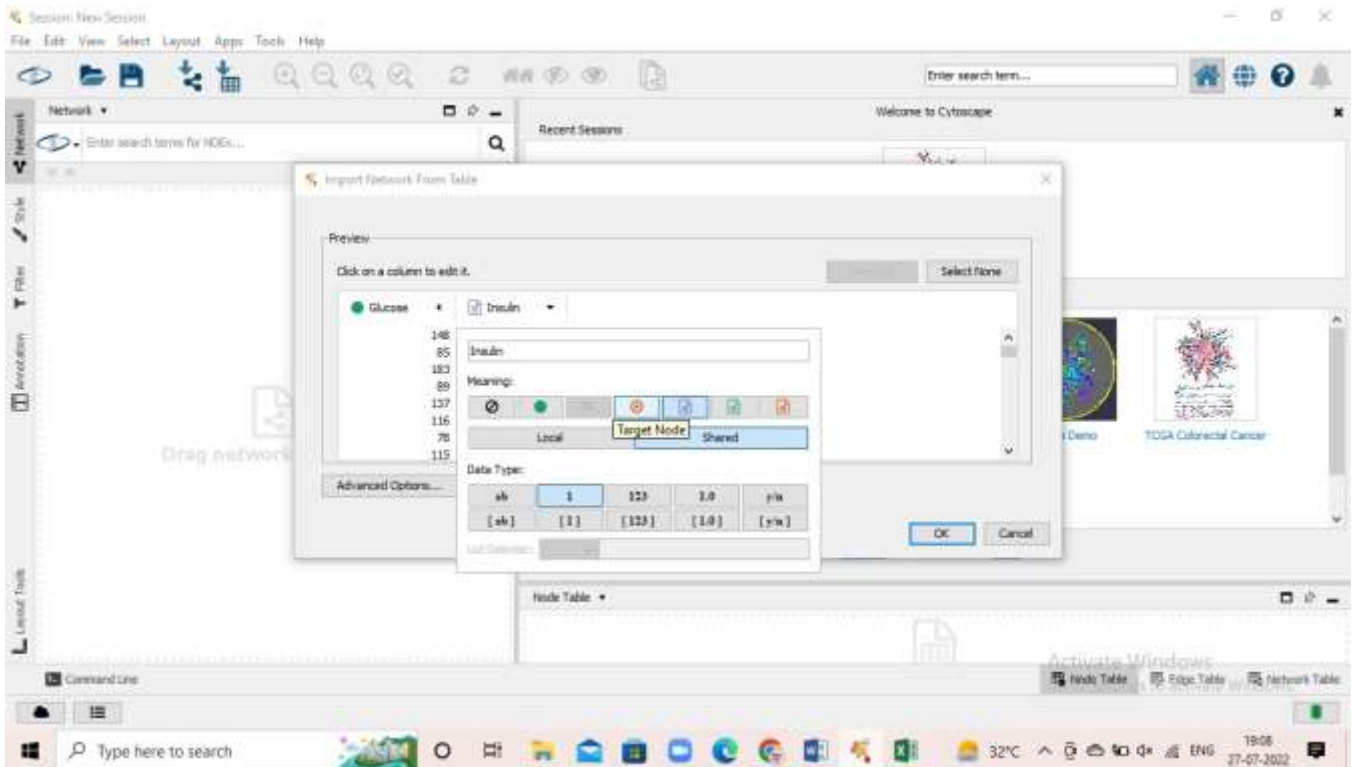 Session: New Session
File Edit View Select Layout Apps Tools Help
Enter search term...
Network
Enter search terms for NDEx...
Welcome to Cytoscape
Recent Sessions
Network
Style
Filter
Annotation
Layout Tools
Import Network From Table
Preview
Click on a column to edit it.
Select None
Glucose
Insulin
148
85
183
89
137
116
78
115
Insulin
Meaning:
Target Node
Local
Shared
Data Type:
ab 1 123 1.0 y/n
[ab] [1] [123] [1.0] [y/n]
List Delimiter:
Advanced Options...
OK
Cancel
Drag network
Demo
TCGA Colorectal Cancer
Node Table
Activate Windows
Command Line
Node Table
Edge Table
Network Table
Type here to search
32°C
ENG
19:08
27-07-2022